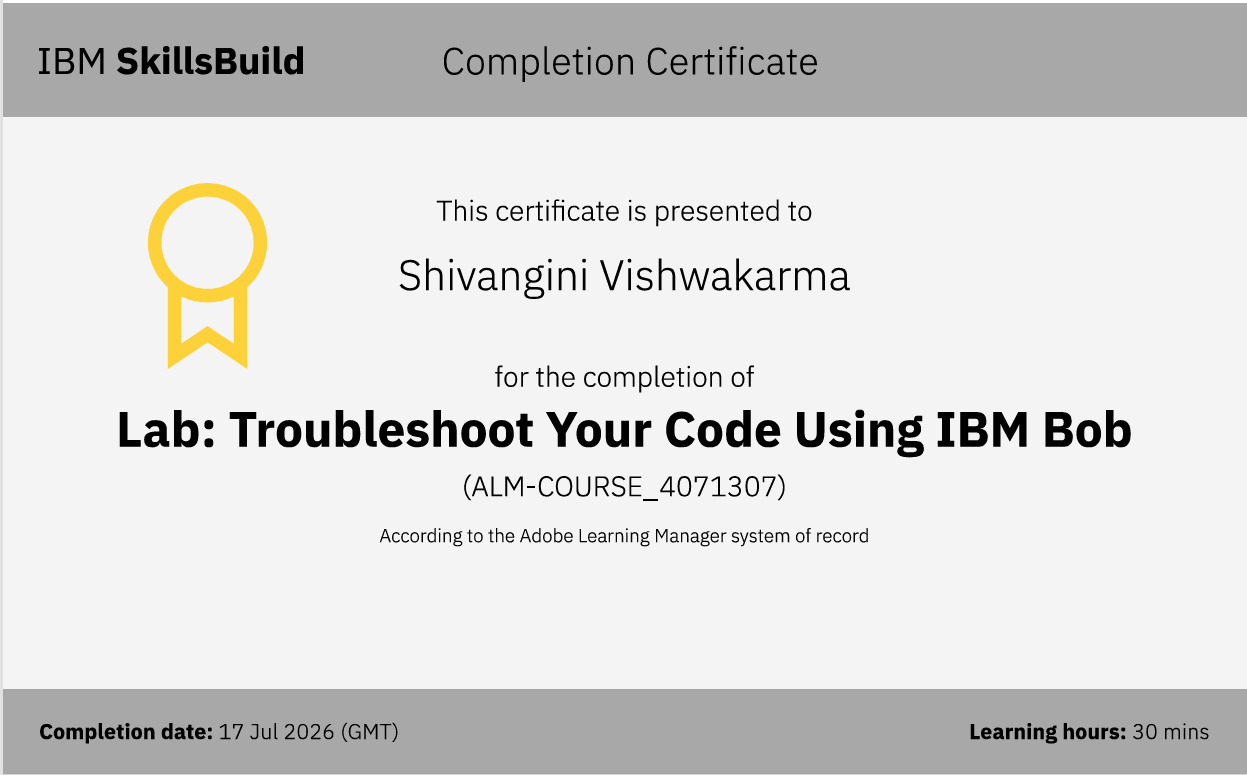 IBM SkillsBuild
Completion Certificate
This certificate is presented to
Shivangini Vishwakarma
for the completion of
Lab: Troubleshoot Your Code Using IBM Bob
(ALM-COURSE_4071307)
According to the Adobe Learning Manager system of record
Completion date: 17 Jul 2026 (GMT)
Learning hours: 30 mins